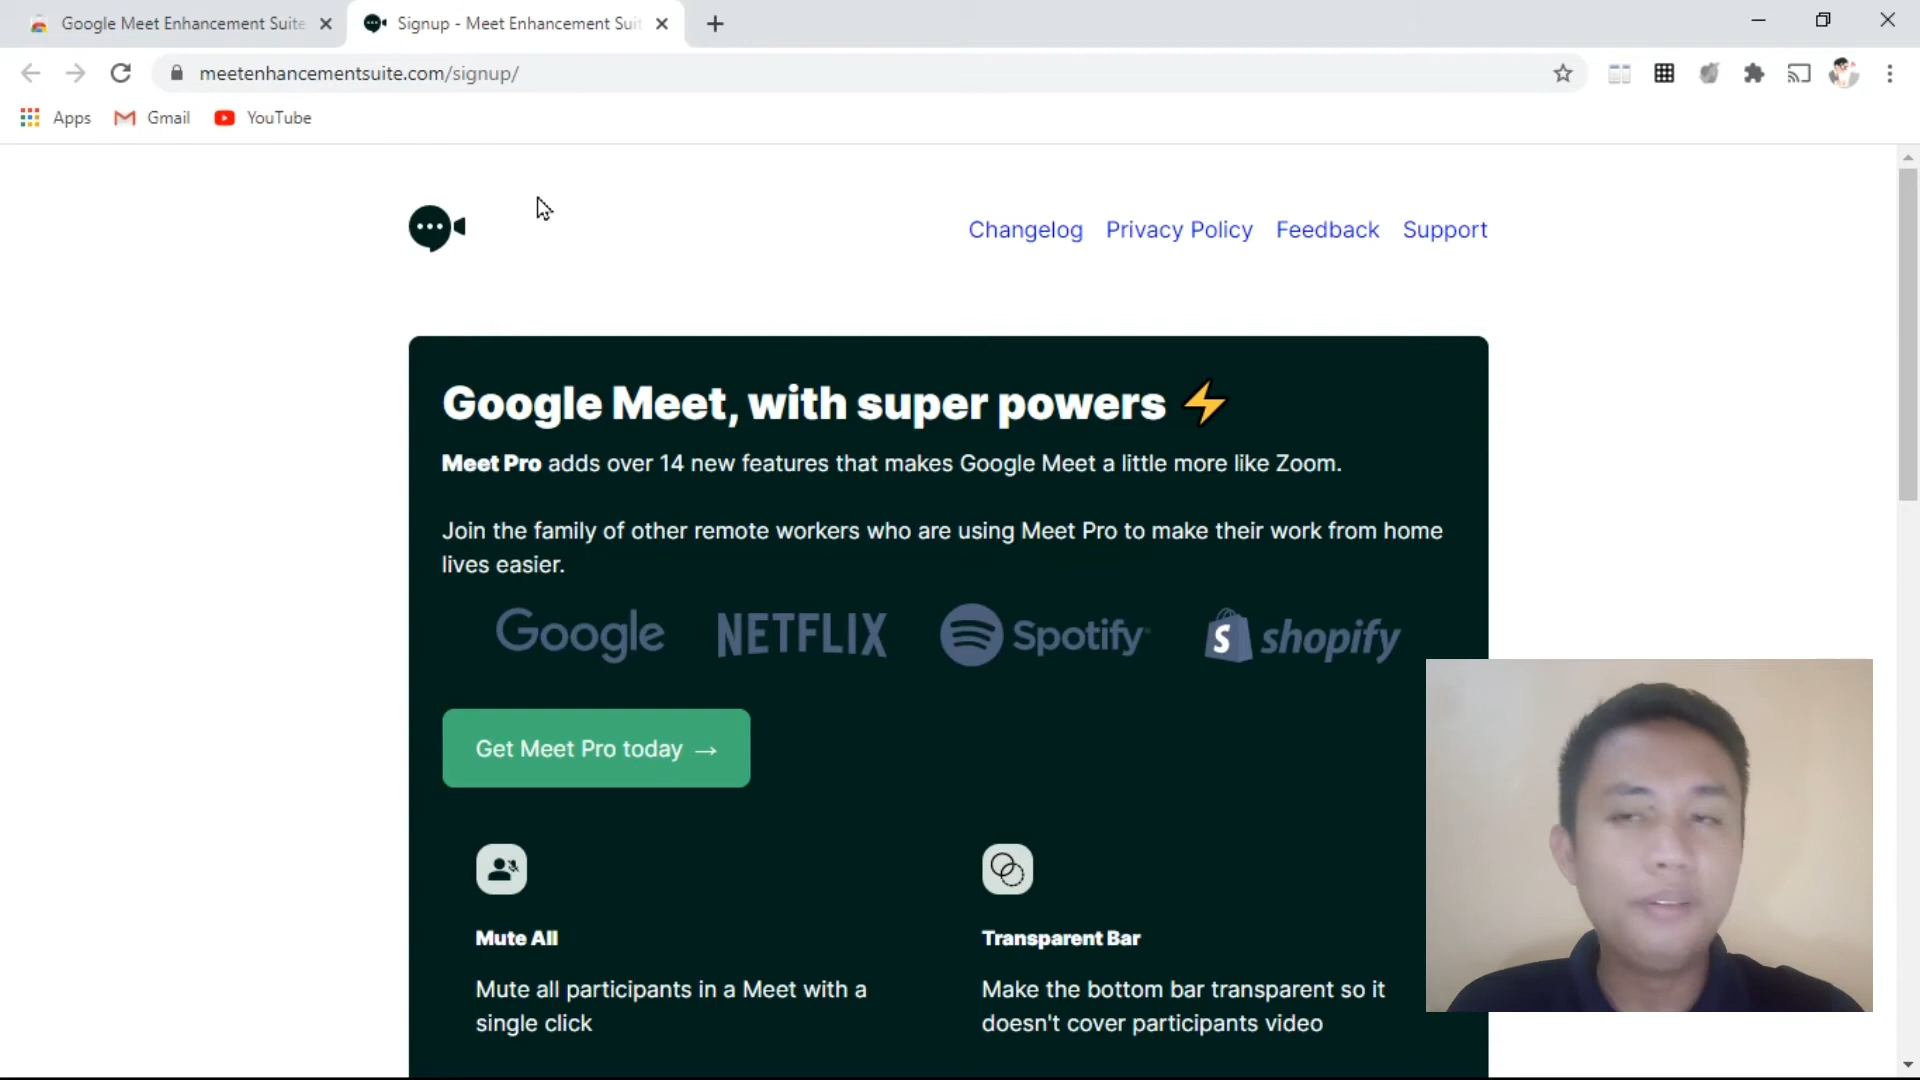 Google Meet Enhancement Suite
Signup - Meet Enhancement Suit
meetenhancementsuite.com/signup/
Apps
Gmail
YouTube
Changelog
Privacy Policy
Feedback
Support
Google Meet, with super powers ⚡
Meet Pro adds over 14 new features that makes Google Meet a little more like Zoom.
Join the family of other remote workers who are using Meet Pro to make their work from home
lives easier.
Google
NETFLIX
Spotify
shopify
Get Meet Pro today →
Mute All
Mute all participants in a Meet with a
single click
Transparent Bar
Make the bottom bar transparent so it
doesn't cover participants video